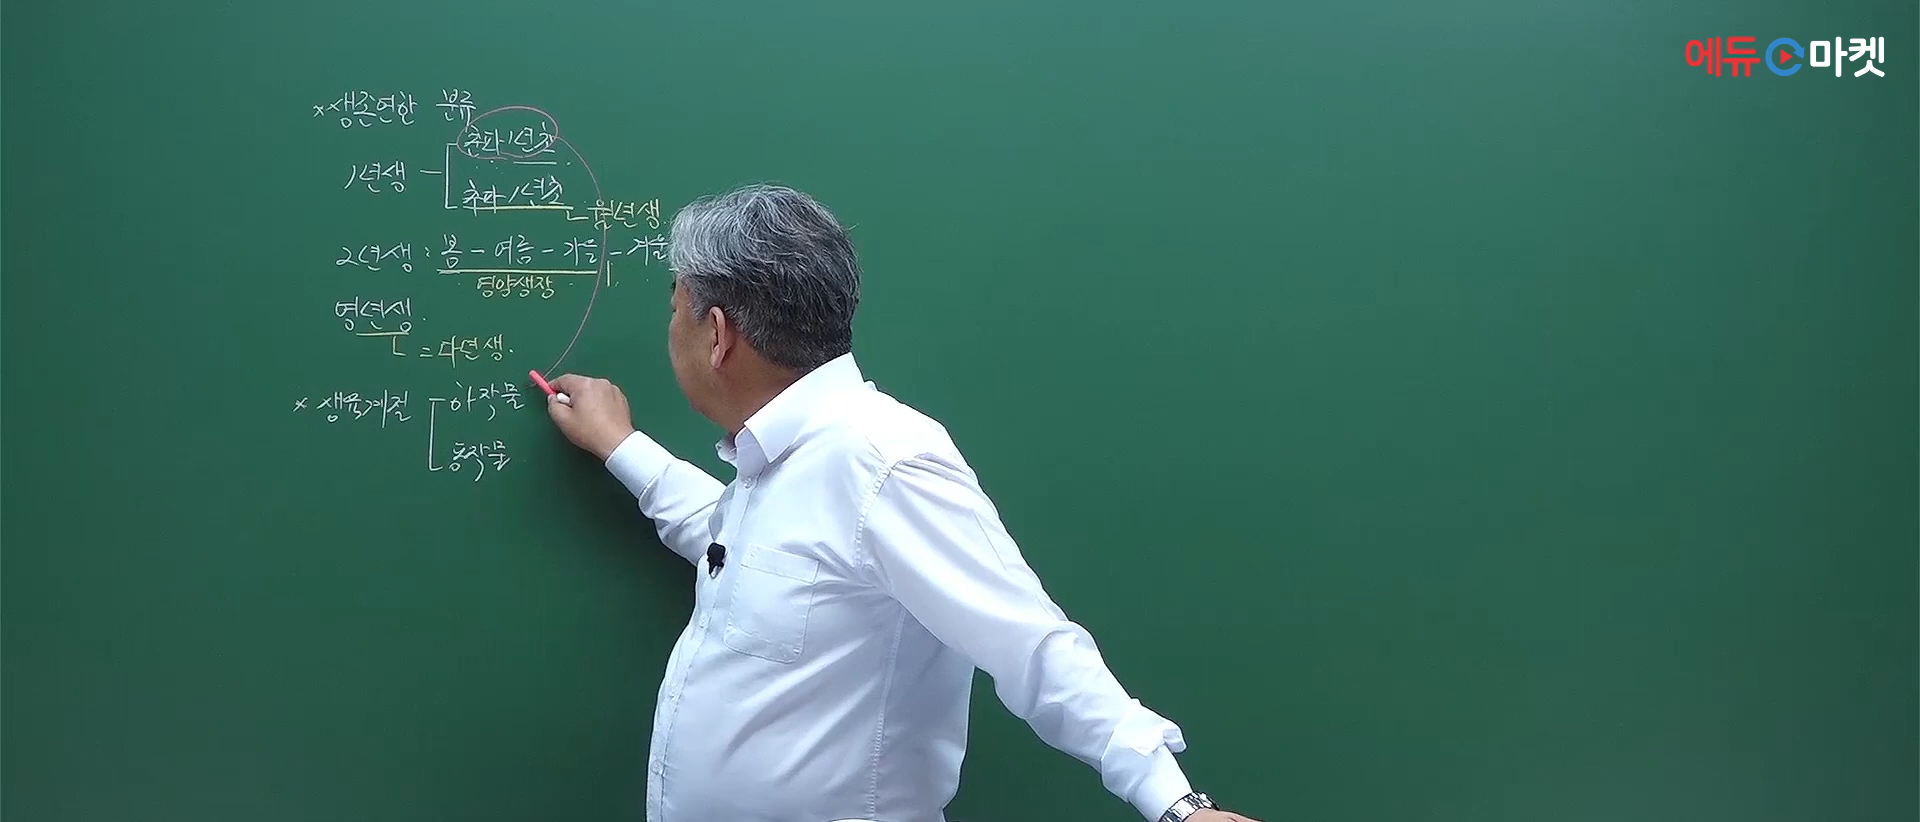 에듀 마켓
*생존연한 분류
춘파1년초
1년생
추파1년초
월년생.
2년생 : 봄 - 여름 - 가을 - 겨울
영양생장
영년생.
= 다년생.
* 생육계절 하작물
동작물